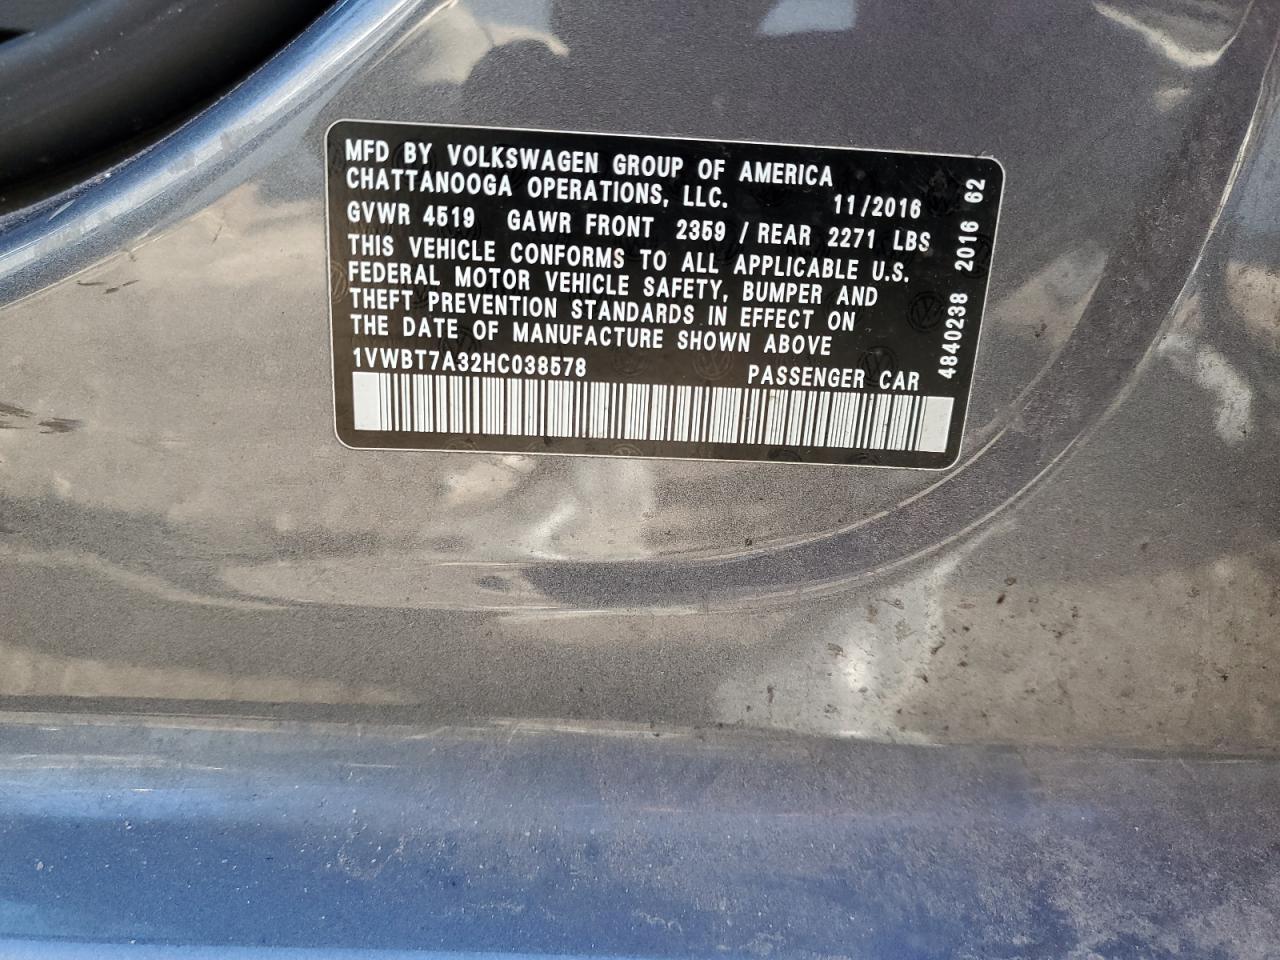 MFD BY VOLKSWAGEN GROUP OF AMERICA
CHATTANOOGA OPERATIONS, LLC. 11/2016
GVWR 4519 GAWR FRONT 2359 / REAR 2271 LBS
THIS VEHICLE CONFORMS TO ALL APPLICABLE U.S.
FEDERAL MOTOR VEHICLE SAFETY, BUMPER AND
THEFT PREVENTION STANDARDS IN EFFECT ON
THE DATE OF MANUFACTURE SHOWN ABOVE
1VWBT7A32HC038578 PASSENGER CAR
4840238 2016 62